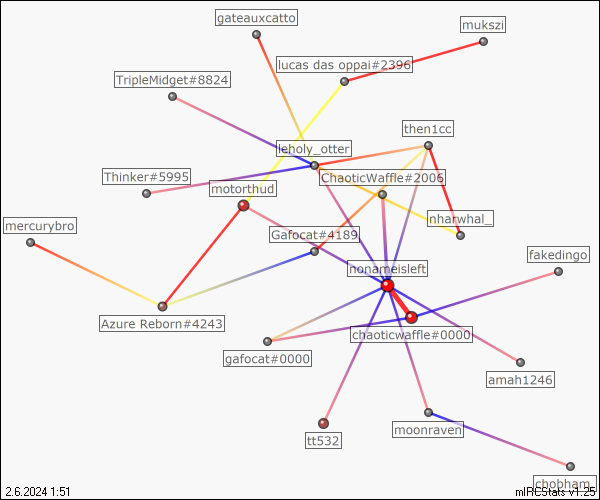 gateauxcatto
mukszi
lucas das oppai#2396
TripleMidget#8824
then1cc
leholy_otter
Thinker#5995
ChaoticWaffle#2006
motorthud
nharwhal_
mercurybro
Gafocat#4189
fakedingo
honameisleft
Azure Reborn#4243
chaoticwaffle#0000
gafocat#0000
amah1246
tt532
moonraven
chobham_
2.6.2024 1:51
mIRCStats v1.25